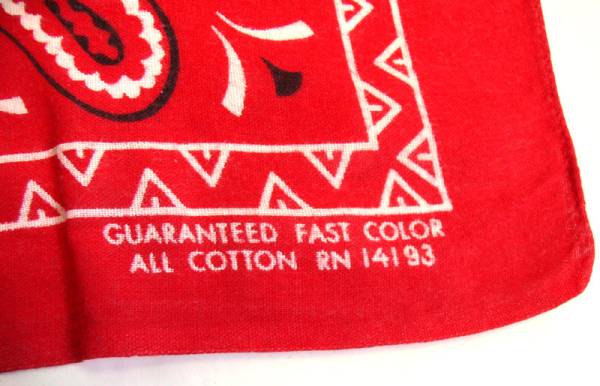 GUARANTEED FAST COLOR
ALL COTTON RN 14193